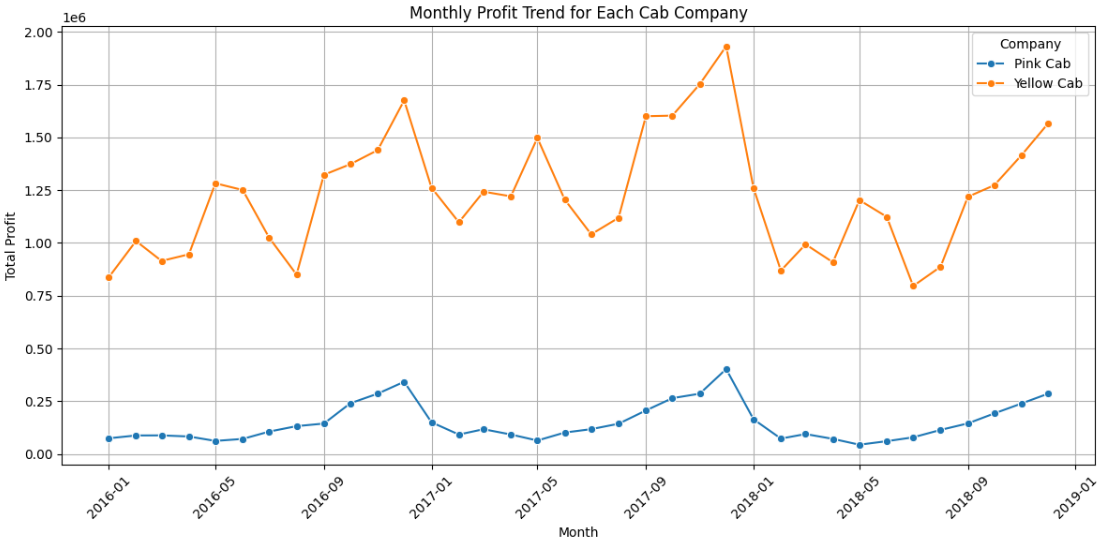 Monthly Profit Trend for Each Cab Company
1e6
2.00
1.75
1.50
1.25
1.00
0.75
0.50
0.25
0.00
Total Profit
Company
Pink Cab
Yellow Cab
2016-01
2016-05
2016-09
2017-01
2017-05
2017-09
2018-01
2018-05
2018-09
2019-01
Month